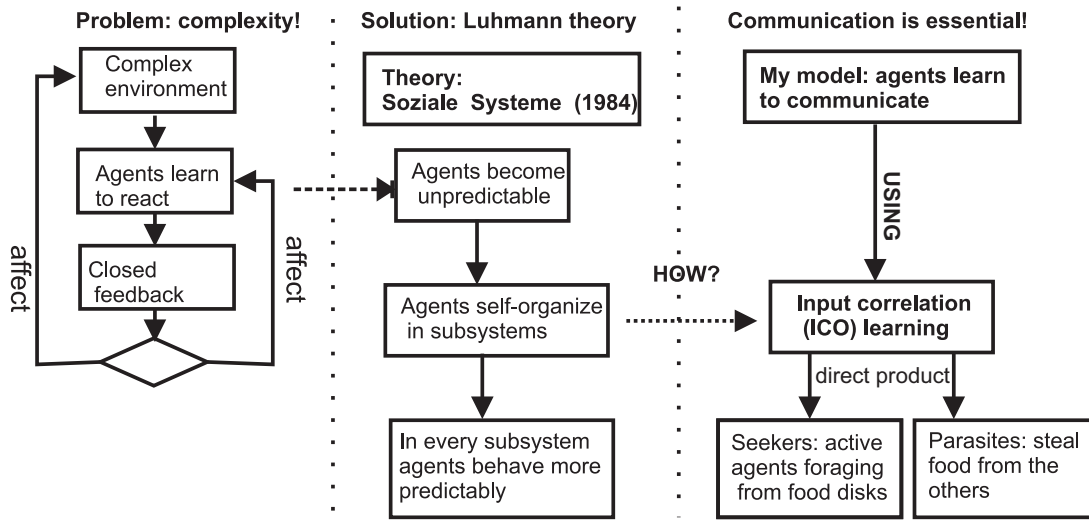 Problem: complexity!
Complex
environment
Agents learn
to react
Closed
feedback
affect
affect
Solution: Luhmann theory
Theory:
Soziale Systeme (1984)
Agents become
unpredictable
Agents self-organize
in subsystems
In every subsystem
agents behave more
predictably
HOW?
Communication is essential!
My model: agents learn
to communicate
USING
Input correlation
(ICO) learning
direct product
Seekers: active
agents foraging
from food disks
Parasites: steal
food from the
others